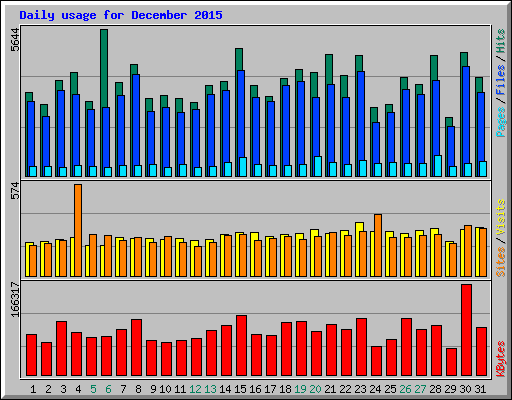 Daily usage for December 2015
5644
Pages / Files / Hits
574
Sites / Visits
166317
KBytes
1 2 3 4 5 6 7 8 9 10 11 12 13 14 15 16 17 18 19 20 21 22 23 24 25 26 27 28 29 30 31